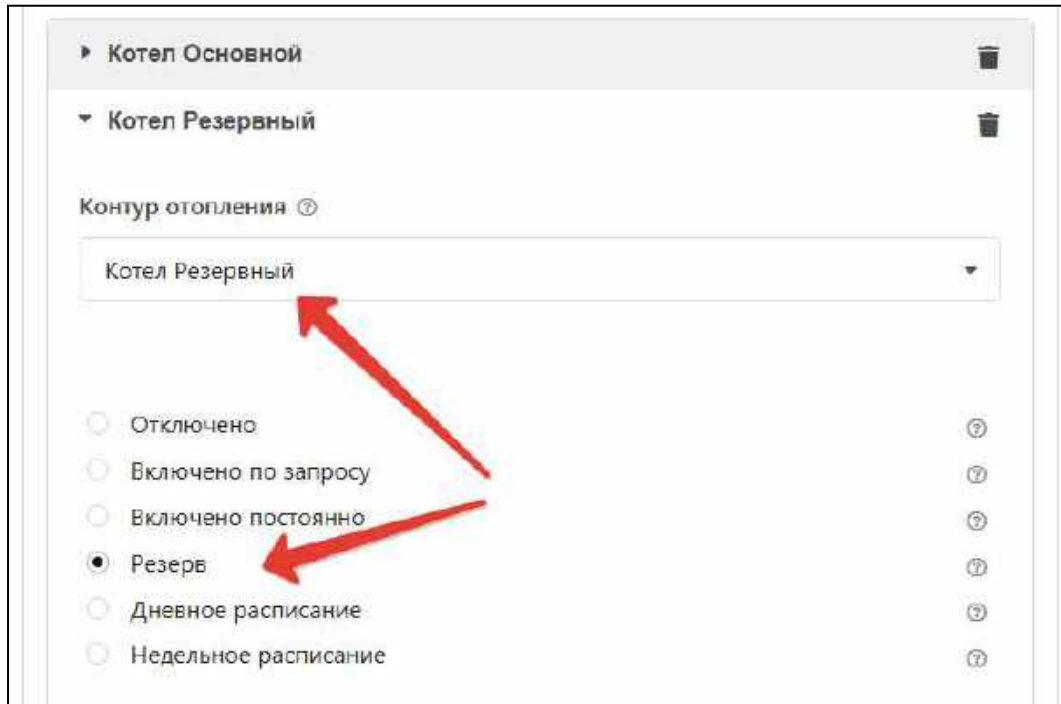 Котел Основной
Котел Резервный
Контур отопления
Котел Резервный
Отключено
Включено по запросу
Включено постоянно
Резерв
Дневное расписание
Недельное расписание